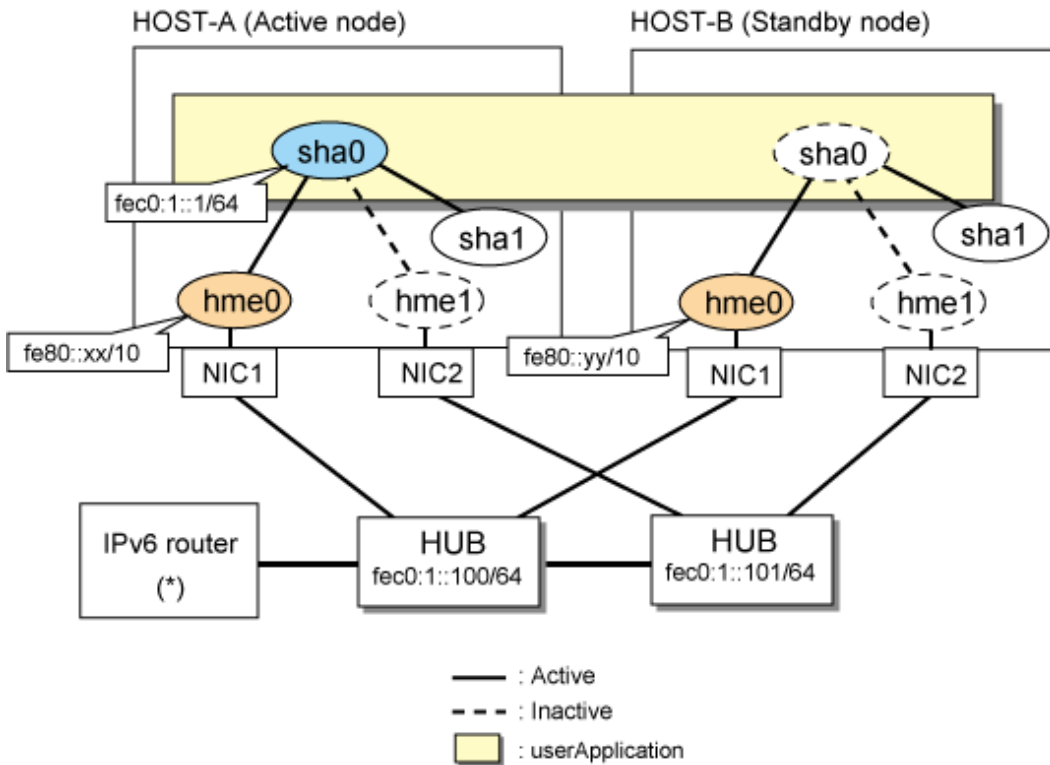 HOST-A (Active node)
HOST-B (Standby node)
sha0
sha0
fec0:1::1/64
sha1
sha1
hme0
hme1
hme0
hme1
fe80::xx/10
fe80::yy/10
NIC1
NIC2
NIC1
NIC2
IPv6 router
(*)
HUB
fec0:1::100/64
HUB
fec0:1::101/64
: Active
: Inactive
: userApplication